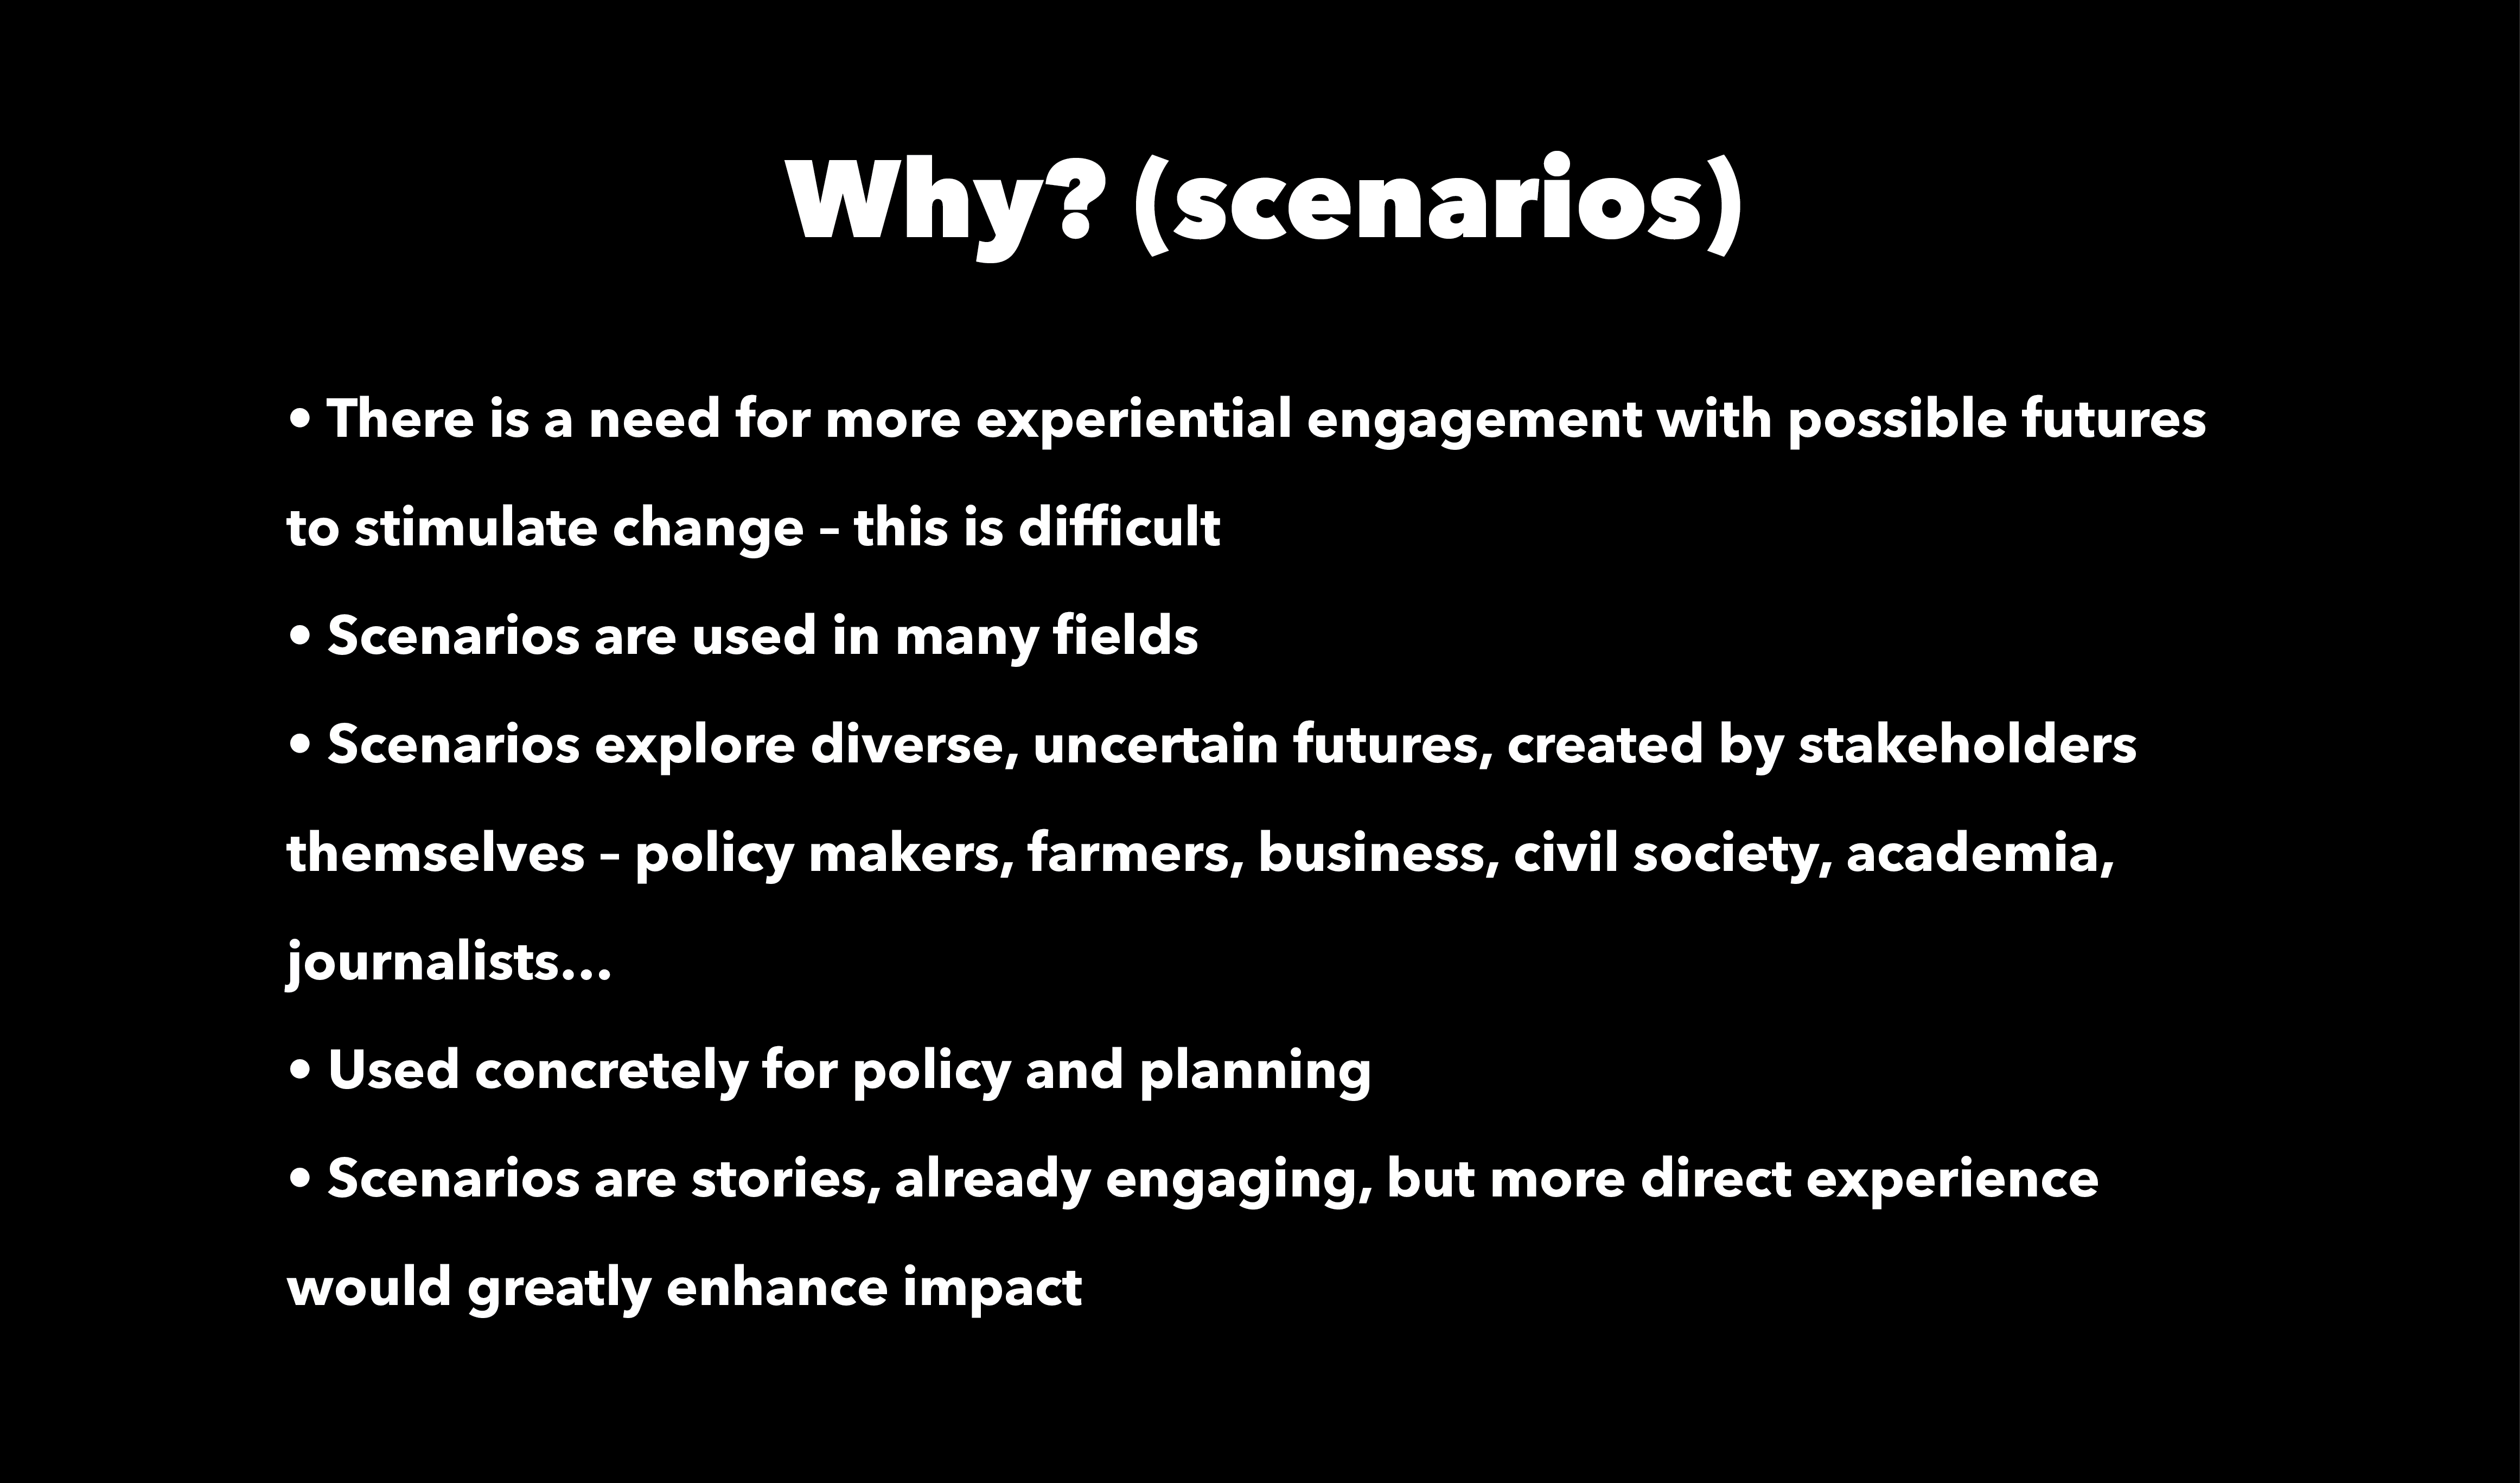 Why? (scenarios)
• There is a need for more experiential engagement with possible futures
to stimulate change – this is difficult
• Scenarios are used in many fields
• Scenarios explore diverse, uncertain futures, created by stakeholders
themselves – policy makers, farmers, business, civil society, academia,
journalists…
• Used concretely for policy and planning
• Scenarios are stories, already engaging, but more direct experience
would greatly enhance impact